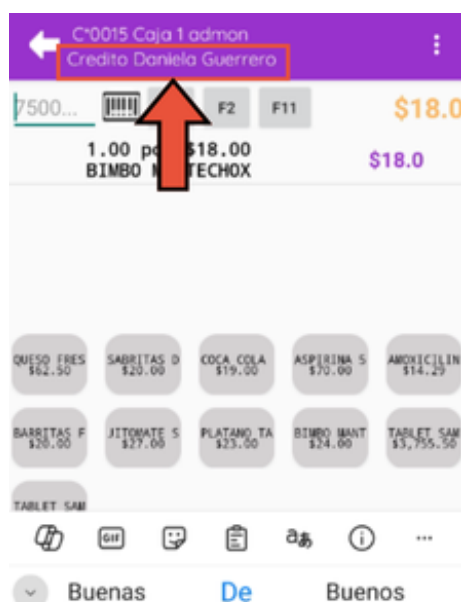 C*0015 Caja 1 admon
Credito Daniela Guerrero
7500... F2 F11 $18.0
1.00 $18.00
BIMBO $18.0
QUESO FRES SABRITAS D COCA COLA ASPIRINA S AMOXICILIN
$62.50 $20.00 $19.00 $70.00 $14.29
BARRITAS F JITOMATE S PLATANO TA BIMBO MANT TABLET SAM
$20.00 $27.00 $23.00 $24.00 $3,755.50
TABLET SAM
GIF
Buenas De Buenos